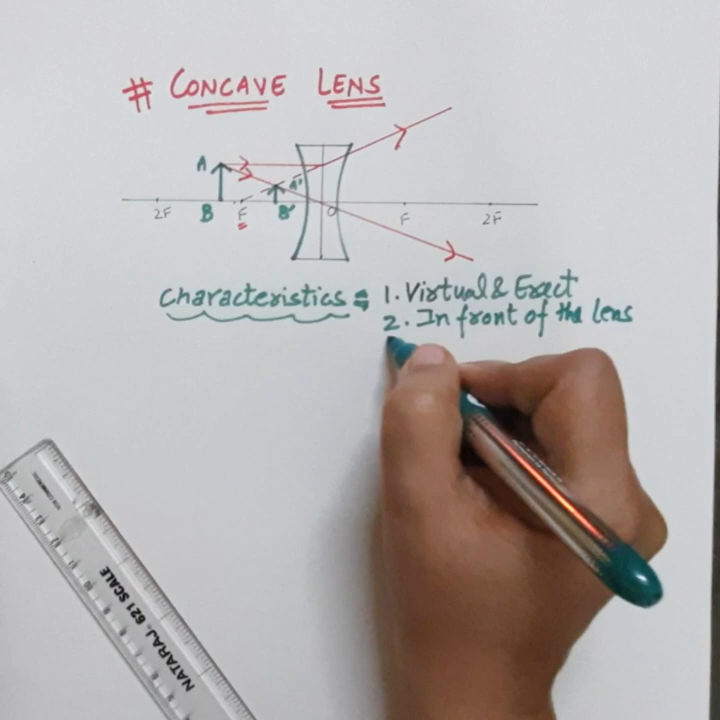 # CONCAVE LENS
A
A'
2F B F B' O F 2F
Characteristics :
1. Virtual & Erect
2. In front of the lens
NATARAJ 621 SCALE